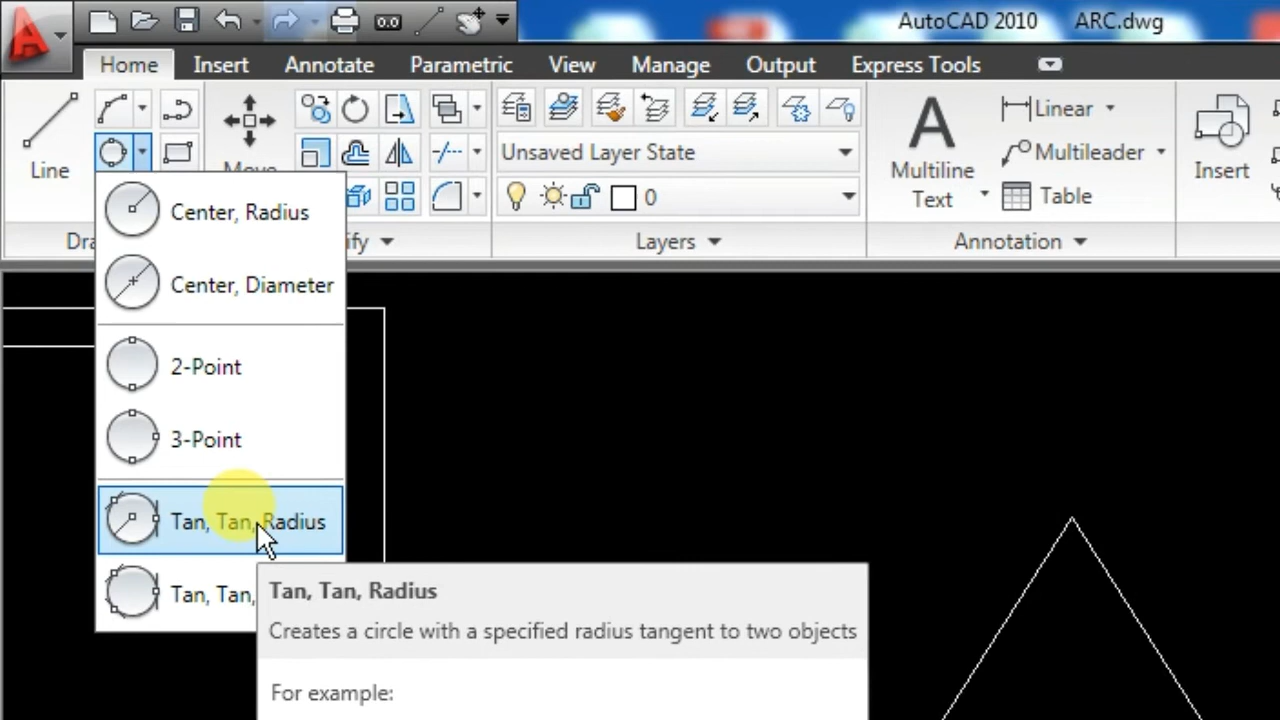 AutoCAD 2010 ARC.dwg
Home Insert Annotate Parametric View Manage Output Express Tools
Line
Move
Unsaved Layer State
0
Multiline
Text
Linear
Multileader
Table
Insert
Layers
Annotation
Center, Radius
Center, Diameter
2-Point
3-Point
Tan, Tan, Radius
Tan, Tan,
Tan, Tan, Radius
Creates a circle with a specified radius tangent to two objects
For example: